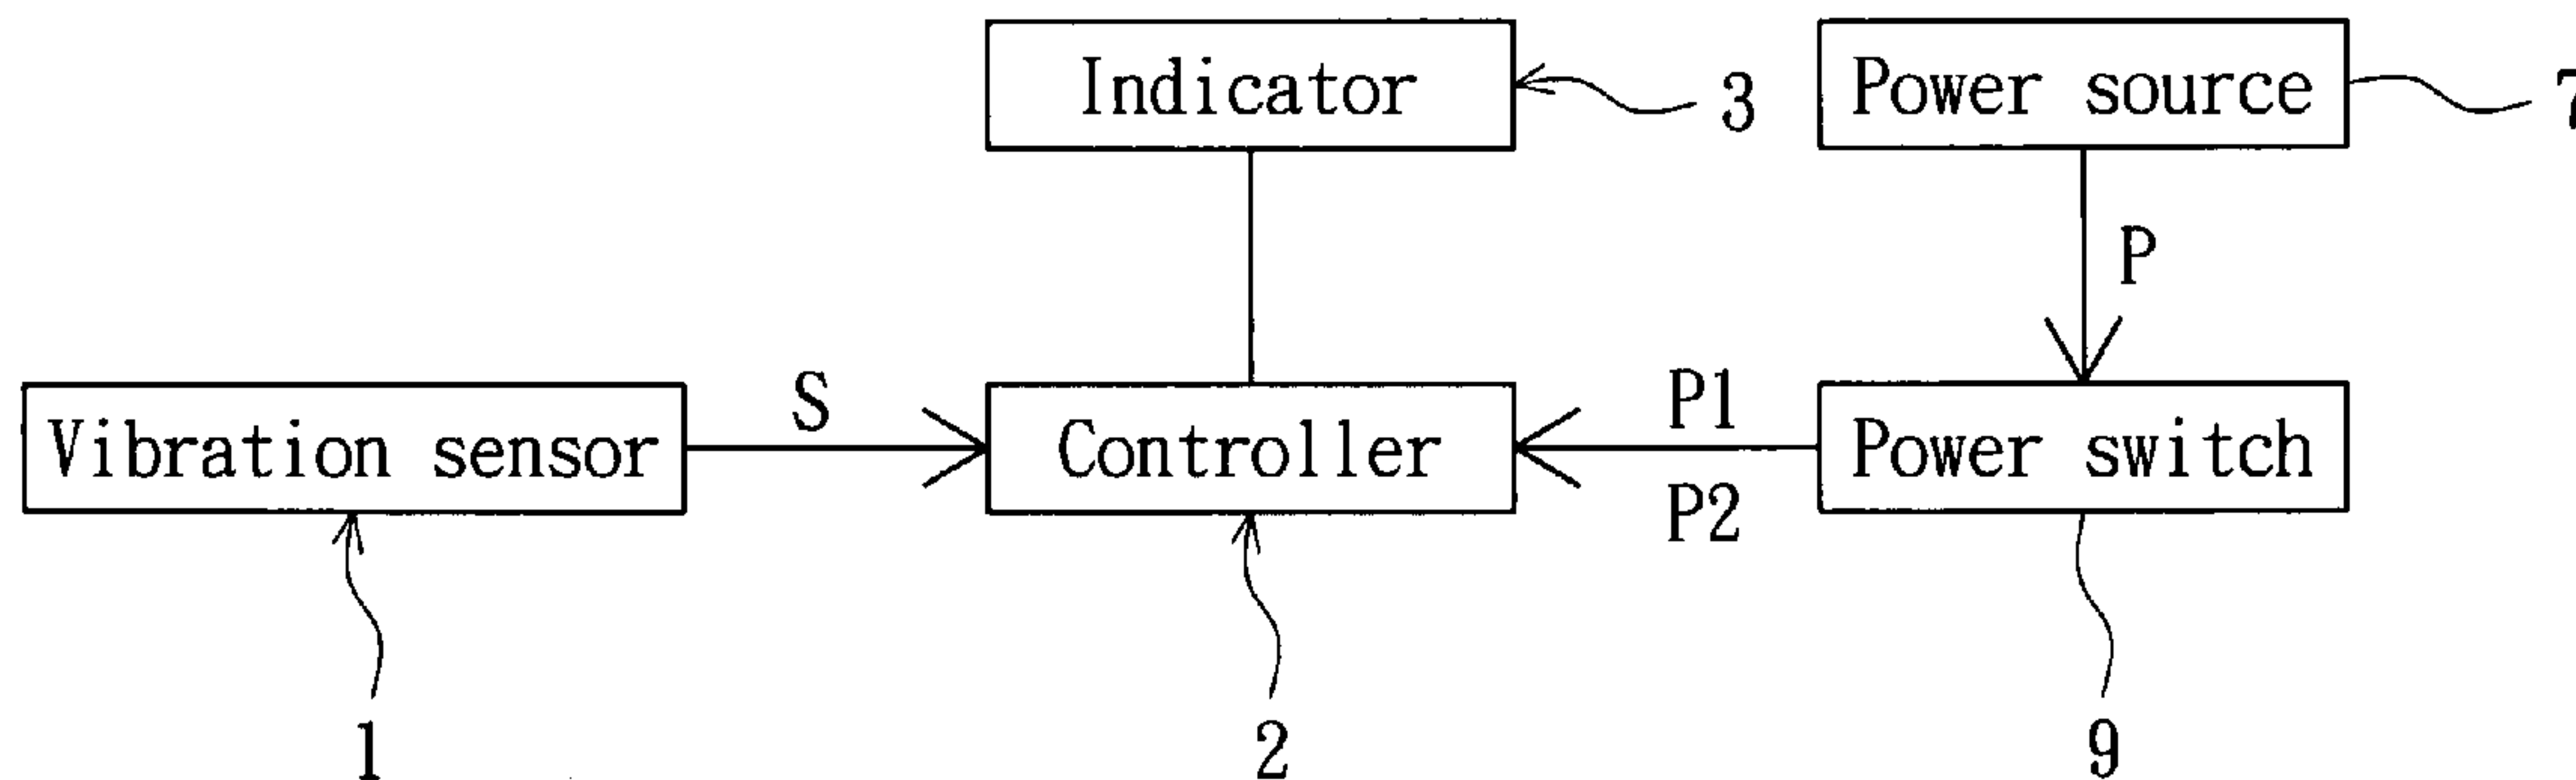 Indicator
3
Power source
7
P
Vibration sensor
S
Controller
P1
P2
Power switch
1
2
9